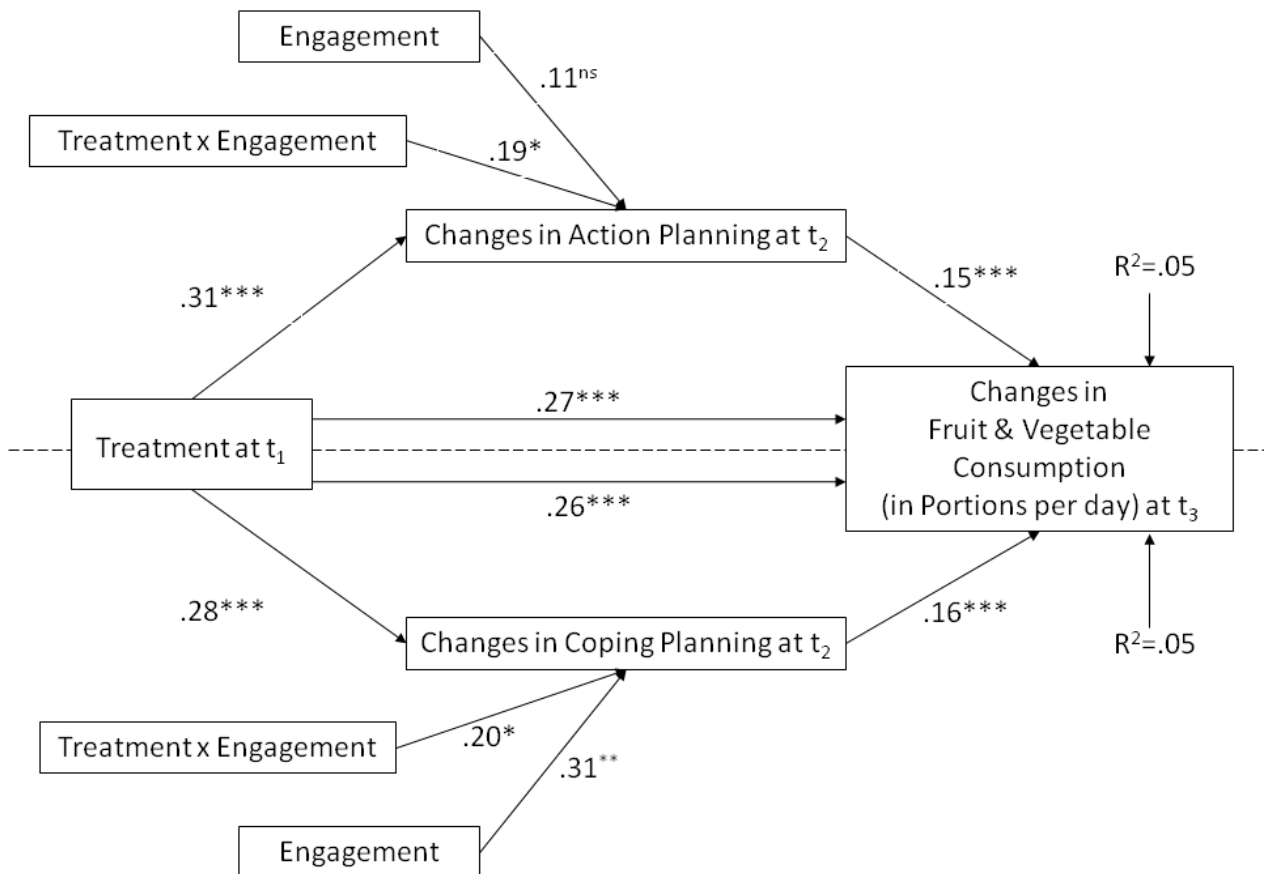 Engagement
.11ns
Treatment x Engagement
.19*
Changes in Action Planning at t2
.31***
.15***
R2=.05
.27***
Treatment at t1
.26***
Changes in
Fruit & Vegetable
Consumption
(in Portions per day) at t3
.28***
.16***
Changes in Coping Planning at t2
R2=.05
Treatment x Engagement
.20*
.31**
Engagement